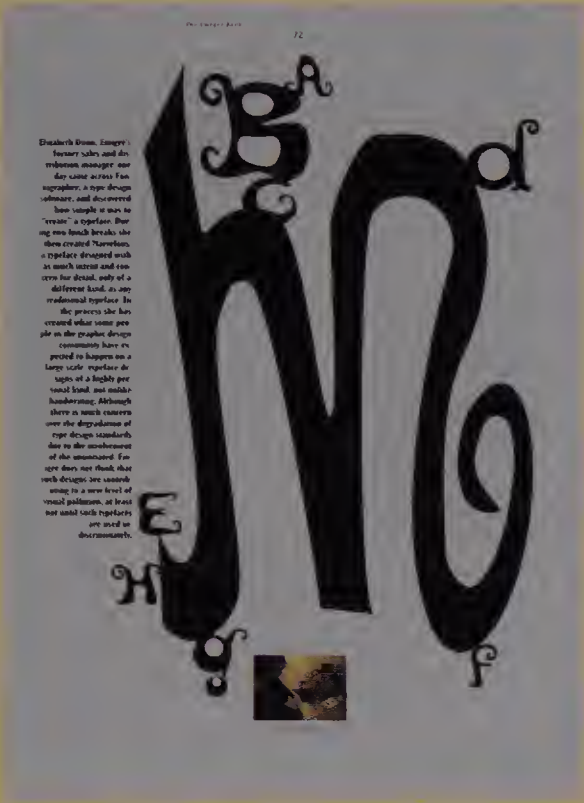 The Emigre Book
72
A
B
C
d
m
E
H
g
F
Elizabeth Dunn, Emigre's
former sales and dis-
tribution manager, one
day came across Fon-
tographer, a type design
software, and discovered
how simple it was to
"create" a typeface. Dur-
ing two lunch breaks she
then created Marvelous,
a typeface designed with
as much intent and con-
cern for detail, only of a
different kind, as any
traditional typeface. In
the process she has
created what some peo-
ple in the graphic design
community have ex-
pected to happen on a
large scale: typeface de-
signs of a highly per-
sonal kind, not unlike
handwriting. Although
there is much concern
over the degradation of
type design standards
due to the involvement
of the uninitiated, Emi-
gre does not think that
such designs are contrib-
uting to a new level of
visual pollution, at least
not until such typefaces
are used in-
discriminately.